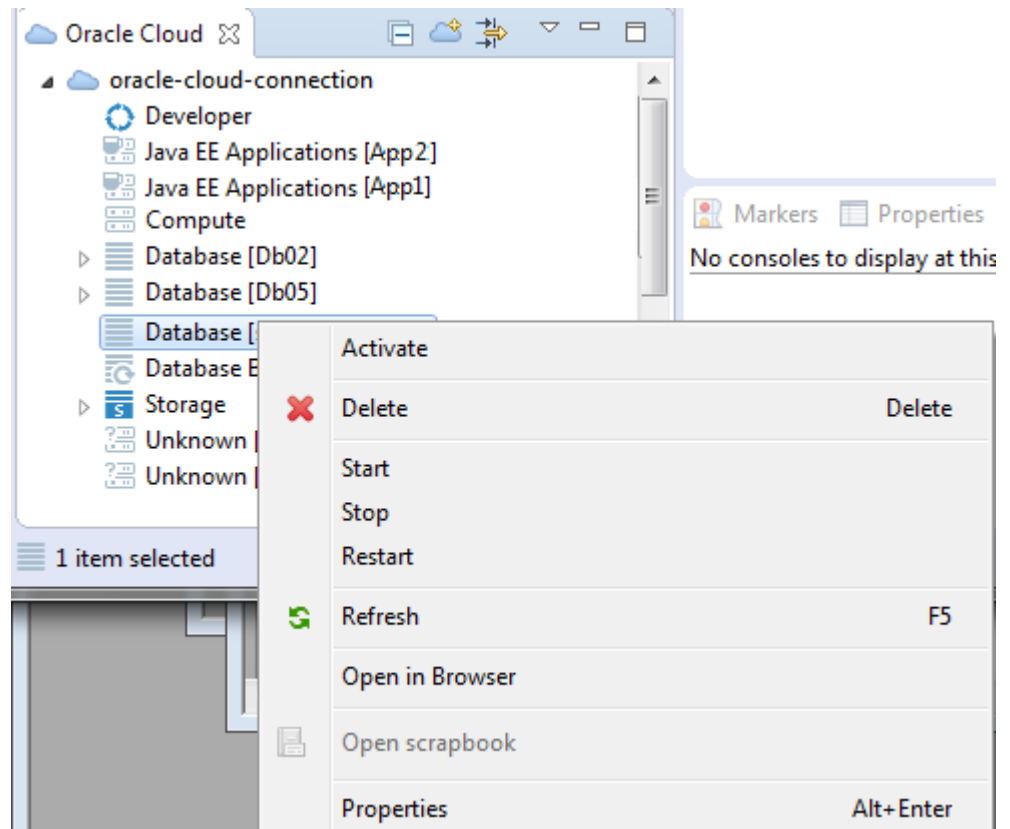 Oracle Cloud
oracle-cloud-connection
Developer
Java EE Applications [App2]
Java EE Applications [App1]
Compute
Database [Db02]
Database [Db05]
Database [
Database
Storage
Unknown [
Unknown [
1 item selected
Markers Properties
No consoles to display at this
Activate
Delete Delete
Start
Stop
Restart
Refresh F5
Open in Browser
Open scrapbook
Properties Alt+Enter